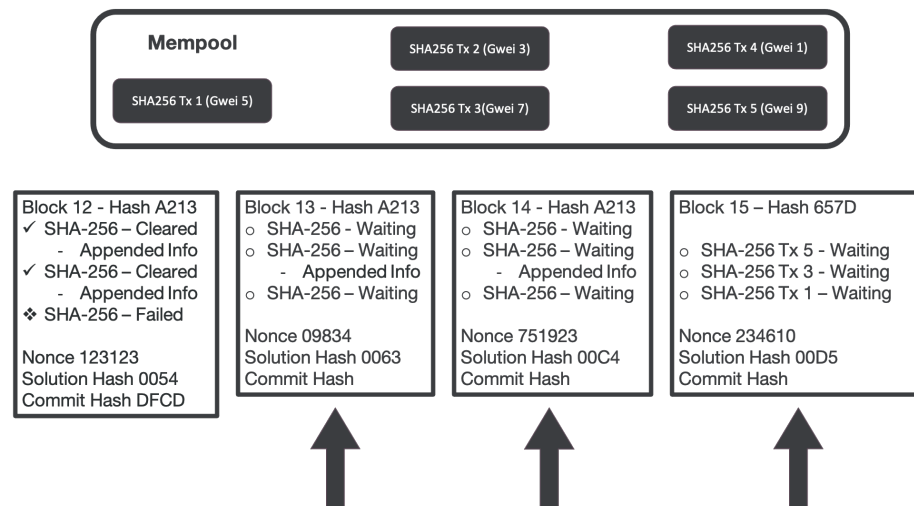 Mempool
SHA256 Tx 1 (Gwei 5)
SHA256 Tx 2 (Gwei 3)
SHA256 Tx 3(Gwei 7)
SHA256 Tx 4 (Gwei 1)
SHA256 Tx 5 (Gwei 9)
Block 12 - Hash A213
✓ SHA-256 – Cleared
- Appended Info
✓ SHA-256 – Cleared
- Appended Info
❖ SHA-256 – Failed
Nonce 123123
Solution Hash 0054
Commit Hash DFCD
Block 13 - Hash A213
○ SHA-256 - Waiting
○ SHA-256 – Waiting
- Appended Info
○ SHA-256 – Waiting
Nonce 09834
Solution Hash 0063
Commit Hash
Block 14 - Hash A213
○ SHA-256 - Waiting
○ SHA-256 – Waiting
- Appended Info
○ SHA-256 – Waiting
Nonce 751923
Solution Hash 00C4
Commit Hash
Block 15 – Hash 657D
○ SHA-256 Tx 5 - Waiting
○ SHA-256 Tx 3 - Waiting
○ SHA-256 Tx 1 – Waiting
Nonce 234610
Solution Hash 00D5
Commit Hash